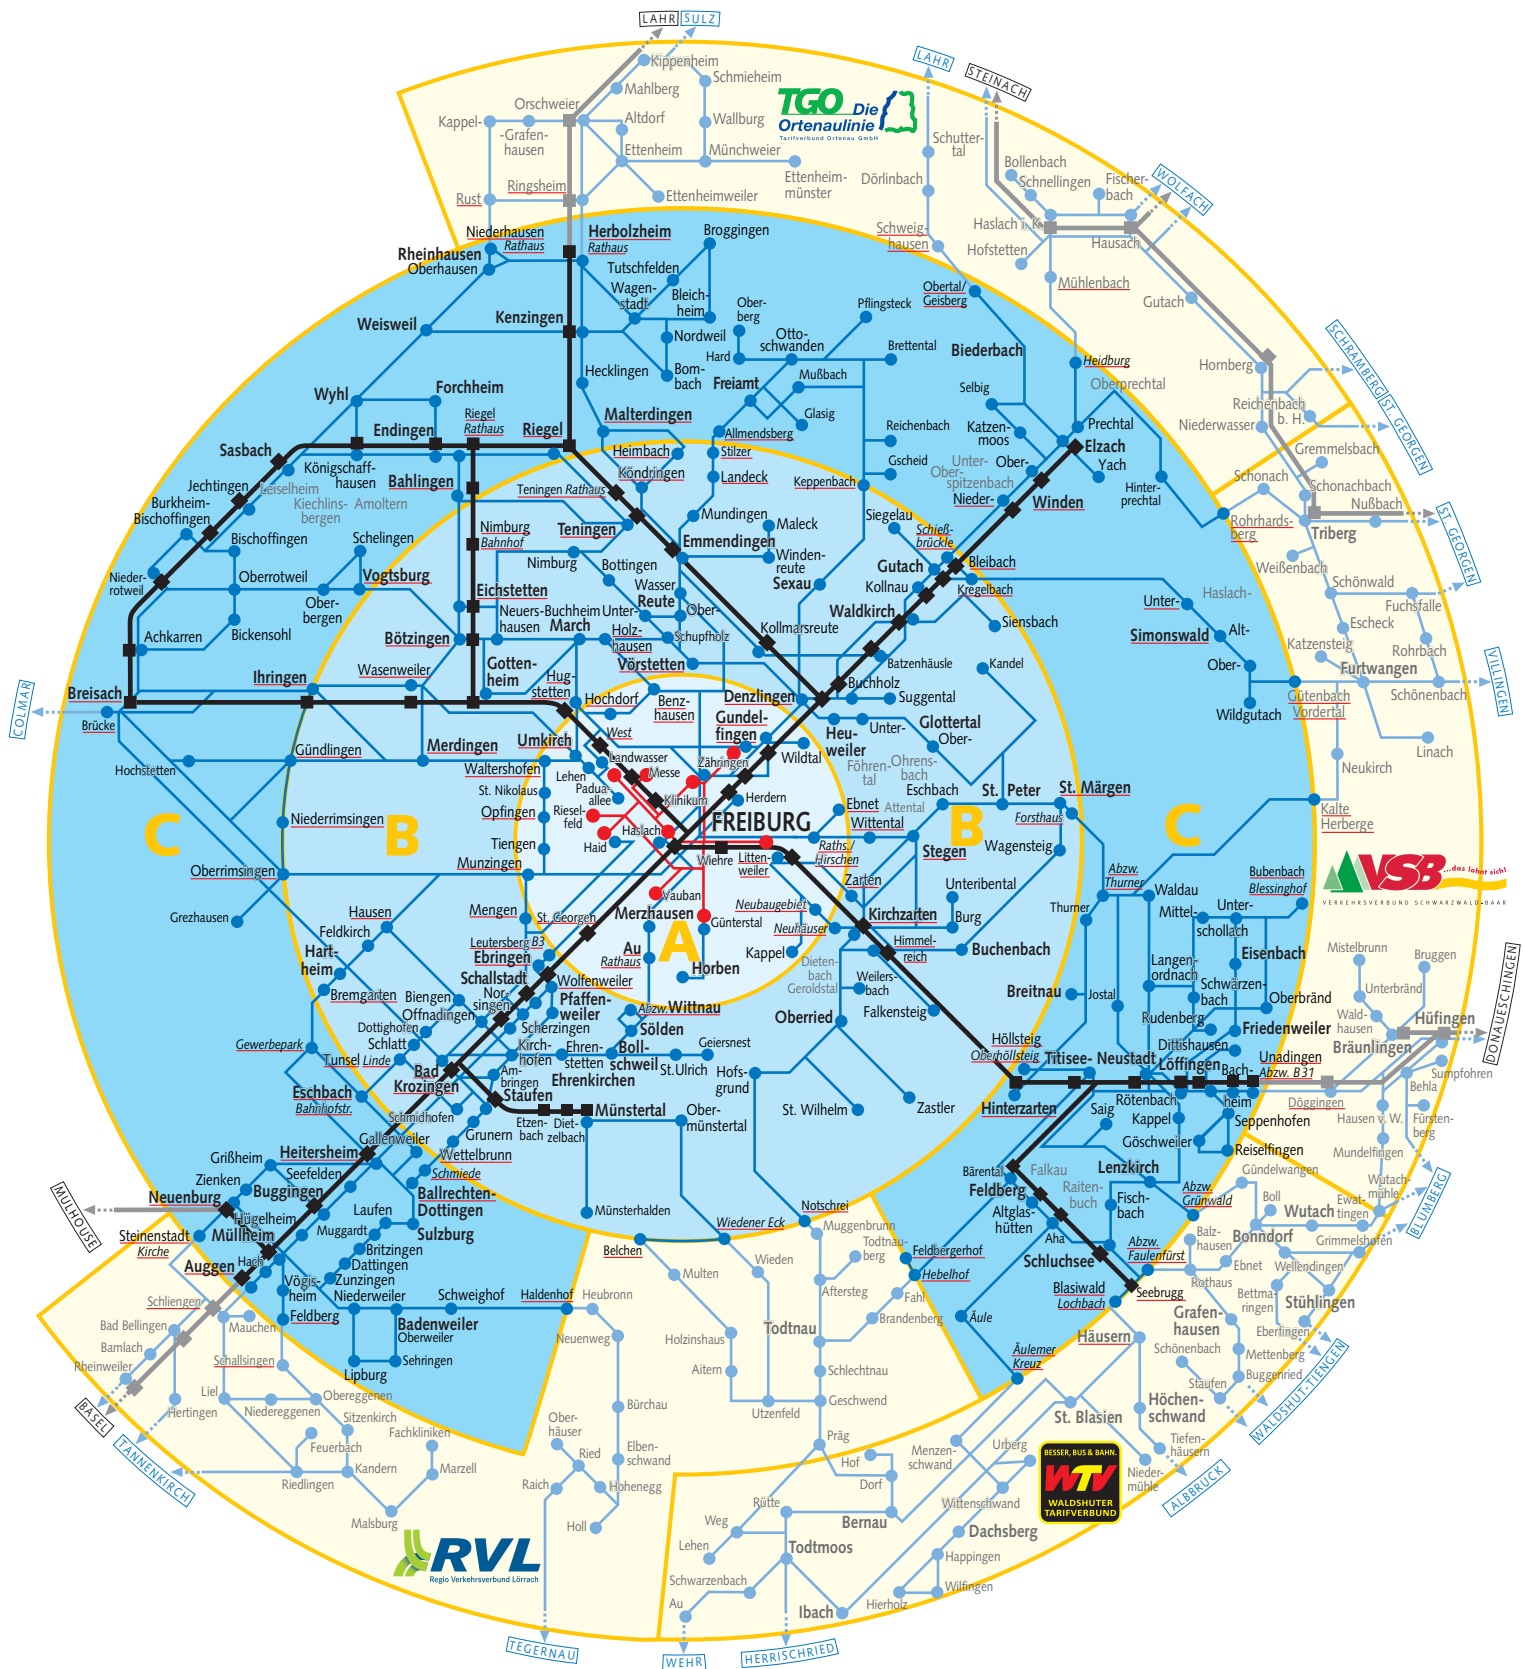 LAHR
SULZ
Kippenheim
Schmieheim
Mahlberg
Orschweier
Kappel-
-Grafen-
hausen
Altdorf
Wallburg
Ettenheim
Münchweier
Ettenheim-
münster
Ringsheim
Rust
Ettenheimweiler
TGO Die
Ortenaulinie
Tarifverbund Ortenau GmbH
LAHR
STEINACH
Schutter-
tal
Dörlinbach
Schweig-
hausen
Bollenbach
Schnellingen
Fischer-
bach
WOLFACH
Haslach i. K.
Hausach
Hofstetten
Mühlenbach
Gutach
Hornberg
SCHRAMBERG
ST. GEORGEN
Reichenbach
b. H.
Niederwasser
Gremmelsbach
Schonach
Schonachbach
Nußbach
Triberg
ST. GEORGEN
Rohrhards-
berg
Weißenbach
Schönwald
Fuchsfalle
Escheck
Katzensteig
Rohrbach
Furtwangen
Schönenbach
VILLINGEN
Gütenbach
Vordertal
Linach
Neukirch
Kalte
Herberge
Niederhausen
Rathaus
Rheinhausen
Oberhausen
Herbolzheim
Rathaus
Broggingen
Tutschfelden
Wagen-
stadt
Bleich-
heim
Weisweil
Kenzingen
Nordweil
Bom-
bach
Hecklingen
Ober-
berg
Hard
Otto-
schwanden
Pflingsteck
Brettental
Freiamt
Mußbach
Glasig
Allmendsberg
Reichenbach
Gscheid
Keppenbach
Obertal/
Geisberg
Biederbach
Heidburg
Oberprechtal
Selbig
Katzen-
moos
Prechtal
Elzach
Yach
Hinter-
prechtal
Unter-
Ober-
spitzenbach
Ober-
Nieder-
Winden
Wyhl
Forchheim
Endingen
Riegel
Rathaus
Riegel
Malterdingen
Heimbach
Sasbach
Königschaff-
hausen
Bahlingen
Leiselheim
Kiechlins-
bergen
Amoltern
Jechtingen
Burkheim-
Bischoffingen
Bischoffingen
Schelingen
Oberrotweil
Vogtsburg
Ober-
bergen
Nieder-
rotweil
Bickensohl
Achkarren
Breisach
COLMAR
Brücke
Hochstetten
Teningen Rathaus
Köndringen
Stilzer
Landeck
Teningen
Nimburg
Bahnhof
Nimburg
Mundingen
Emmendingen
Maleck
Winden-
reute
Sexau
Siegelau
Schieß-
brückle
Bleibach
Gutach
Kollnau
Kregelbach
Waldkirch
Siensbach
Haslach-
Unter-
Simonswald
Alt-
Ober-
Wildgutach
Eichstetten
Bottingen
Wasser
Reute
Unter-
Ober-
Neuers-
hausen
Buchheim
March
Holz-
hausen
Schupfholz
Vörstetten
Kollmarsreute
Batzenhäusle
Kandel
Buchholz
Suggental
Denzlingen
Bötzingen
Wasenweiler
Gotten-
heim
Ihringen
Hug-
stetten
Hochdorf
Benz-
hausen
Gundel-
fingen
Heu-
weiler
Unter-
Glottertal
Ober-
Föhren-
tal
Ohrens-
bach
Eschbach
St. Peter
St. Märgen
Attental
Forsthaus
Wagensteig
Umkirch
West
Landwasser
Messe
Zähringen
Wildtal
Gündlingen
Merdingen
Waltershofen
Lehen
Padua-
allee
Klinikum
Herdern
St. Nikolaus
Opfingen
Riesel-
feld
Haslach
Haid
FREIBURG
Wiehre
Litten-
weiler
Ebnet
Wittental
Raths./
Hirschen
Stegen
Tiengen
Munzingen
Niederrimsingen
Oberrimsingen
Grezhausen
C
B
B
C
A
Vauban
Merzhausen
Günterstal
Au
Rathaus
Horben
St. Georgen
Mengen
Leutersberg B3
Ebringen
Wolfenweiler
Schallstadt
Pfaffen-
weiler
Abzw. Wittnau
Sölden
Zarten
Neubaugebiet
Neuhäuser
Kappel
Kirchzarten
Himmel-
reich
Unteribental
Burg
Buchenbach
Dieten-
bach
Geroldstal
Weilers-
bach
Falkensteig
Oberried
Hofs-
grund
St. Wilhelm
Zastler
Hausen
Feldkirch
Hart-
heim
Bremgarten
Gewerbepark
Biengen
Offnadingen
Nor-
singen
Scherzingen
Kirch-
hofen
Ehren-
stetten
Boll-
schweil
Geiersnest
St. Ulrich
Ehrenkirchen
Dottighofen
Schlatt
Tunsel Linde
Bad
Krozingen
Am-
bringen
Staufen
Eschbach
Bahnhofstr.
Schmidhofen
Etzen-
bach
Diet-
zelbach
Münstertal
Ober-
münstertal
Grunern
Wettelbrunn
Gallenweiler
Schmiede
Heitersheim
Grißheim
Seefelden
Zienken
Buggingen
Neuenburg
MULHOUSE
Ballrechten-
Dottingen
Laufen
Muggardt
Sulzburg
Britzingen
Dattingen
Zunzingen
Hügelheim
Müllheim
Steinenstadt
Kirche
Hach
Auggen
Vögis-
heim
Feldberg
Niederweiler
Schweighof
Badenweiler
Oberweiler
Sehringen
Lipburg
Haldenhof
Münsterhalden
Belchen
Wiedener Eck
Notschrei
Abzw.
Thurner
Thurner
Waldau
Mittel-
Unter-
schollach
Bubenbach
Blessinghof
Eisenbach
Langen-
ordnach
Schwärzen-
bach
Oberbränd
Breitnau
Jostal
Rudenberg
Friedenweiler
Höllsteig
Oberhöllsteig
Titisee-
Neustadt
Dittishausen
Löffingen
Unadingen
Abzw. B31
Bach-
heim
Hinterzarten
Saig
Rötenbach
Kappel
Göschweiler
Seppenhofen
Reiselfingen
Bärental
Feldberg
Falkau
Raiten-
buch
Lenzkirch
Fisch-
bach
Abzw.
Grünwald
Altglas-
hütten
Aha
Schluchsee
Abzw.
Faulenfürst
Blasiwald
Lochbach
Seebrugg
Feldbergerhof
Hebelhof
Äule
Äulemer
Kreuz
VSB
...das lohnt sich!
VERKEHRSVERBUND SCHWARZWALD-BAAR
Mistelbrunn
Bruggen
Unterbränd
Wald-
hausen
Hüfingen
Bräunlingen
DONAUESCHINGEN
Sumpfohren
Behla
Döggingen
Hausen v. W.
Fürsten-
berg
Mundelfingen
Gündelwangen
Wutach-
mühle
BLUMBERG
Boll
Ewat-
tingen
Wutach
Bonndorf
Grimmelshofen
Balz-
hausen
Ebnet
Wellendingen
Rothaus
Bettma-
ringen
Stühlingen
Grafen-
hausen
Eberfingen
Häusern
Schönenbach
Mettenberg
Buggenried
Staufen
WALDSHUT-TIENGEN
Höchen-
schwand
St. Blasien
Tiefen-
häusern
Nieder-
mühle
ALBBRUCK
Urberg
Menzen-
schwand
Wittenschwand
Dachsberg
Happingen
Wilfingen
Hierholz
Ibach
BESSER, BUS & BAHN.
WTV
WALDSHUTER
TARIFVERBUND
Muggenbrunn
Todtnau-
berg
Aftersteg
Fahl
Brandenberg
Todtnau
Schlechtnau
Geschwend
Utzenfeld
Wieden
Multen
Holzinshaus
Aitern
Präg
Hof
Dorf
Bernau
Rütte
Weg
Lehen
Todtmoos
Schwarzenbach
Au
WEHR
HERRISCHRIED
Heubronn
Neuenweg
Bürchau
Ober-
häuser
Ried
Elben-
schwand
Raich
Hohenegg
Holl
TEGERNAU
RVL
Regio Verkehrsverbund Lörrach
Schliengen
Mauchen
Bad Bellingen
Bamlach
Rheinweiler
BASEL
Schallsingen
Liel
Hertingen
Niedereggenen
Obereggenen
Sitzenkirch
Feuerbach
Fachkliniken
Kandern
Riedlingen
Marzell
Malsburg
TANNENKIRCH